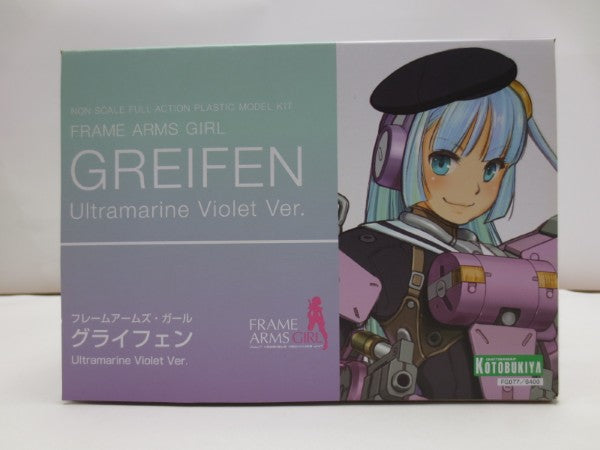 NON SCALE FULL ACTION PLASTIC MODEL KIT
FRAME ARMS GIRL
GREIFEN
Ultramarine Violet Ver.
フレームアームズ・ガール
グライフェン
Ultramarine Violet Ver.
FRAME
ARMS GIRL
KOTOBUKIYA